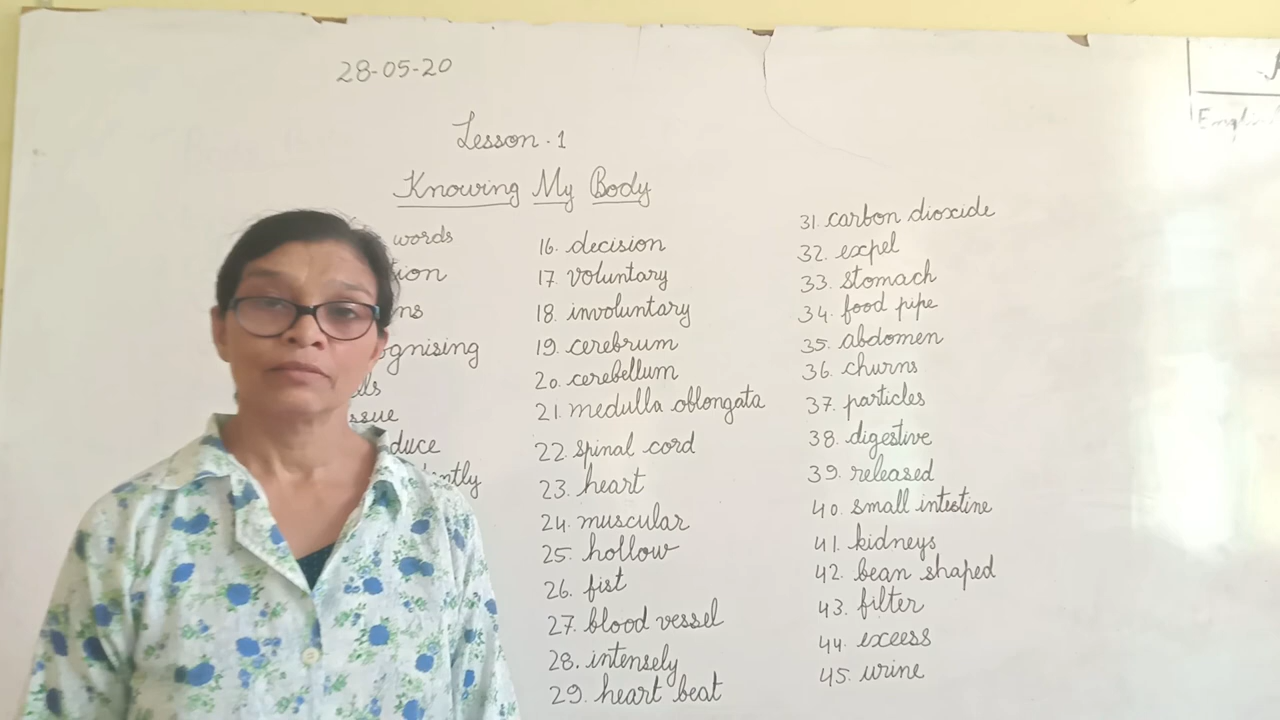 28-05-20
Lesson. 1
Knowing My Body
words
16. decision
17. voluntary
18. involuntary
19. cerebrum
20. cerebellum
21. medulla oblongata
22. spinal cord
23. heart
24. muscular
25. hollow
26. fist
27. blood vessel
28. intensely
29. heart beat
31. carbon dioxide
32. expel
33. stomach
34. food pipe
35. abdomen
36. churns
37. particles
38. digestive
39. released
40. small intestine
41. kidneys
42. bean shaped
43. filter
44. excess
45. urine